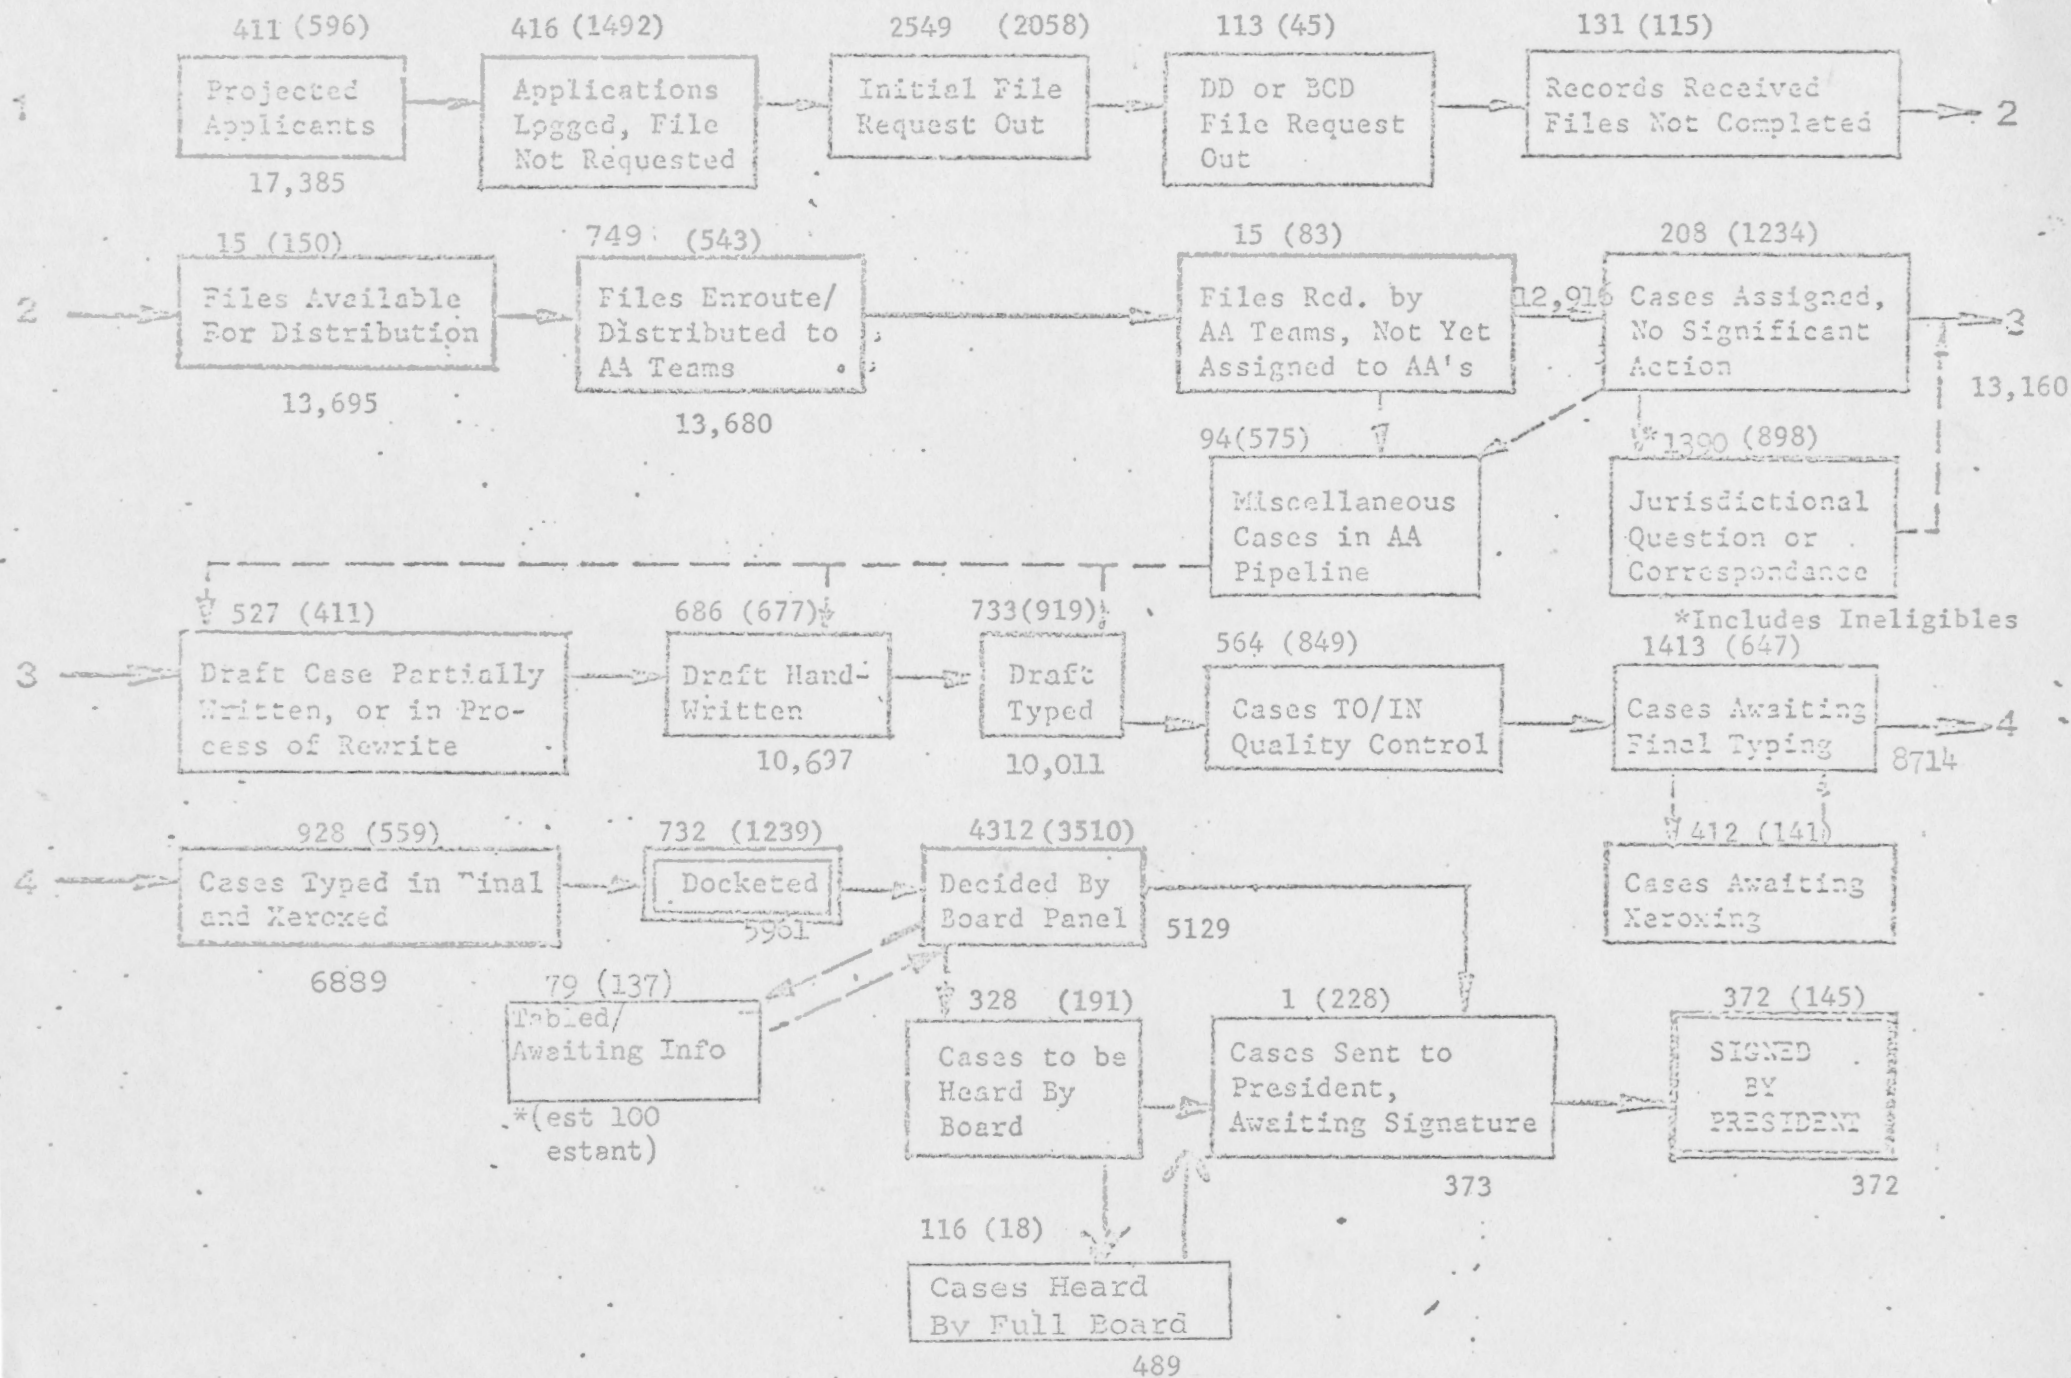 411 (596)
416 (1492)
2549 (2058)
113 (45)
131 (115)
1
Projected
Applicants
Applications
Logged, File
Not Requested
Initial File
Request Out
DD or BCD
File Request
Out
Records Received
Files Not Completed
2
17,385
15 (150)
749 (543)
15 (83)
208 (1234)
2
Files Available
For Distribution
Files Enroute/
Distributed to
AA Teams
Files Rcd. by
AA Teams, Not Yet
Assigned to AA's
12,916
Cases Assigned,
No Significant
Action
3
13,160
13,695
13,680
94(575)
*1390 (898)
Miscellaneous
Cases in AA
Pipeline
Jurisdictional
Question or
Correspondance
*Includes Ineligibles
527 (411)
686 (677)
733(919)
564 (849)
1413 (647)
3
Draft Case Partially
Written, or in Pro-
cess of Rewrite
Draft Hand-
Written
Draft
Typed
Cases TO/IN
Quality Control
Cases Awaiting
Final Typing
4
8714
10,697
10,011
928 (559)
732 (1239)
4312(3510)
412 (141)
4
Cases Typed in Final
and Xeroxed
Docketed
Decided By
Board Panel
Cases Awaiting
Xeroxing
5961
5129
6889
79 (137)
328 (191)
1 (228)
372 (145)
Tabled/
Awaiting Info
*(est 100
estant)
Cases to be
Heard By
Board
Cases Sent to
President,
Awaiting Signature
SIGNED
BY
PRESIDENT
373
372
116 (18)
Cases Heard
By Full Board
489